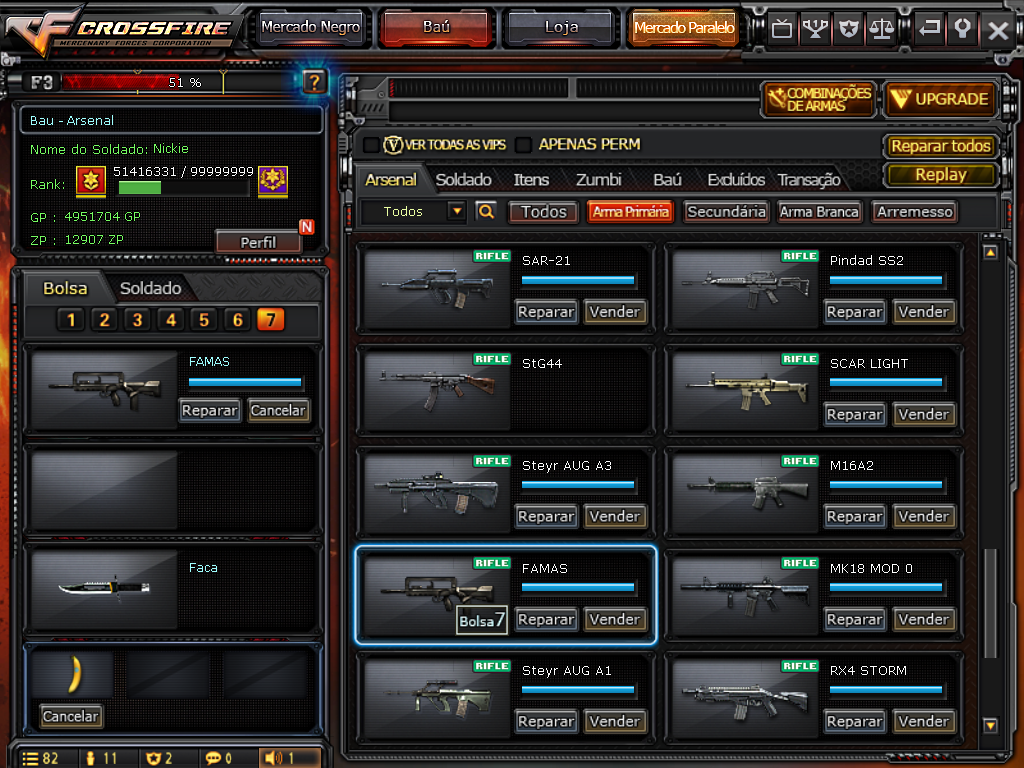 CROSSFIRE
MERCENARY FORCES CORPORATION
Mercado Negro
Baú
Loja
Mercado Paralelo
F3
51 %
?
Bau - Arsenal
Nome do Soldado: Nickie
Rank: 51416331 / 99999999
GP : 4951704 GP
ZP : 12907 ZP
Perfil
N
Bolsa
Soldado
1 2 3 4 5 6 7
FAMAS
Reparar
Cancelar
Faca
Cancelar
82
11
2
0
1
COMBINAÇÕES
DE ARMAS
UPGRADE
V VER TODAS AS VIPS
APENAS PERM
Reparar todos
Replay
Arsenal
Soldado
Itens
Zumbi
Baú
Excluídos
Transação
Todos
Todos
Arma Primária
Secundária
Arma Branca
Arremesso
RIFLE
SAR-21
Reparar
Vender
RIFLE
Pindad SS2
Reparar
Vender
RIFLE
StG44
RIFLE
SCAR LIGHT
Reparar
Vender
RIFLE
Steyr AUG A3
Reparar
Vender
RIFLE
M16A2
Reparar
Vender
RIFLE
FAMAS
Bolsa7
Reparar
Vender
RIFLE
MK18 MOD 0
Reparar
Vender
RIFLE
Steyr AUG A1
Reparar
Vender
RIFLE
RX4 STORM
Reparar
Vender